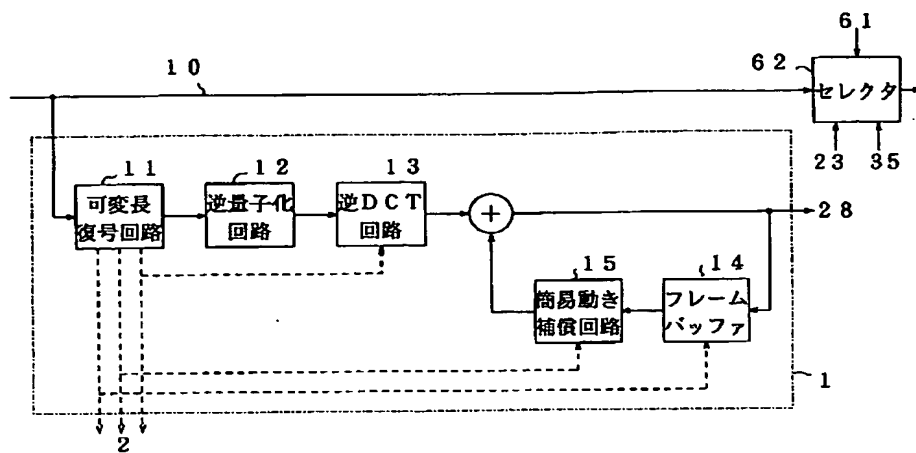 ６１
１０
６２
セレクタ
２３
３５
１１
可変長
復号回路
１２
逆量子化
回路
１３
逆ＤＣＴ
回路
＋
２８
１５
簡易動き
補償回路
１４
フレーム
バッファ
１
２